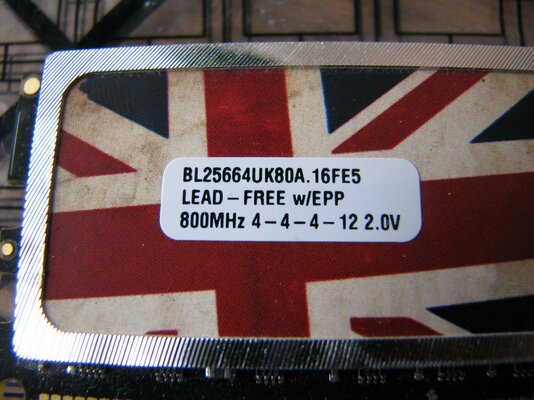 BL25664UK80A.16FE5
LEAD-FREE w/EPP
800MHz 4-4-4-12 2.0V